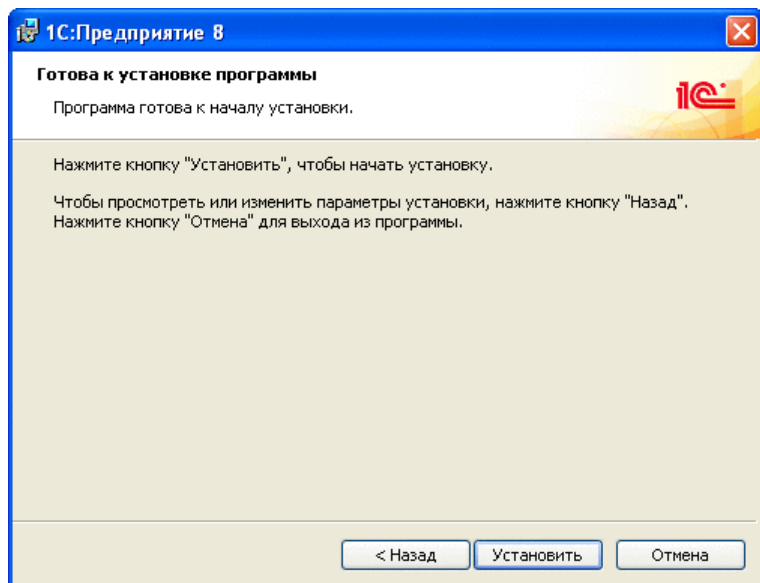 1С:Предприятие 8
Готова к установке программы
Программа готова к началу установки.
1С
Нажмите кнопку "Установить", чтобы начать установку.
Чтобы просмотреть или изменить параметры установки, нажмите кнопку "Назад".
Нажмите кнопку "Отмена" для выхода из программы.
< Назад
Установить
Отмена